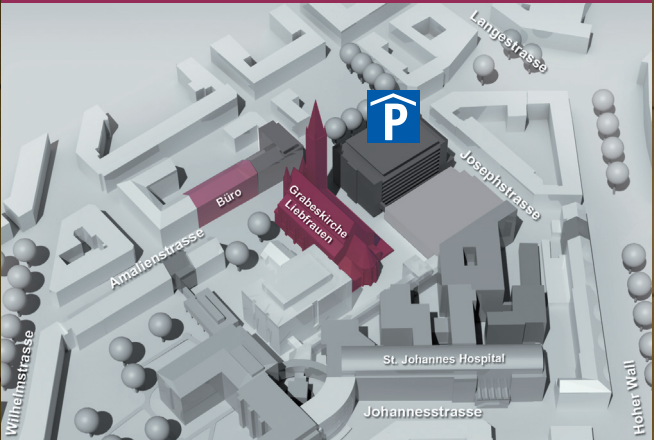 Langestrasse
P
Josephstrasse
Büro
Grabeskirche
Liebfrauen
Amalienstrasse
Wilhelmstrasse
St. Johannes Hospital
Johannesstrasse
Hoher Wall